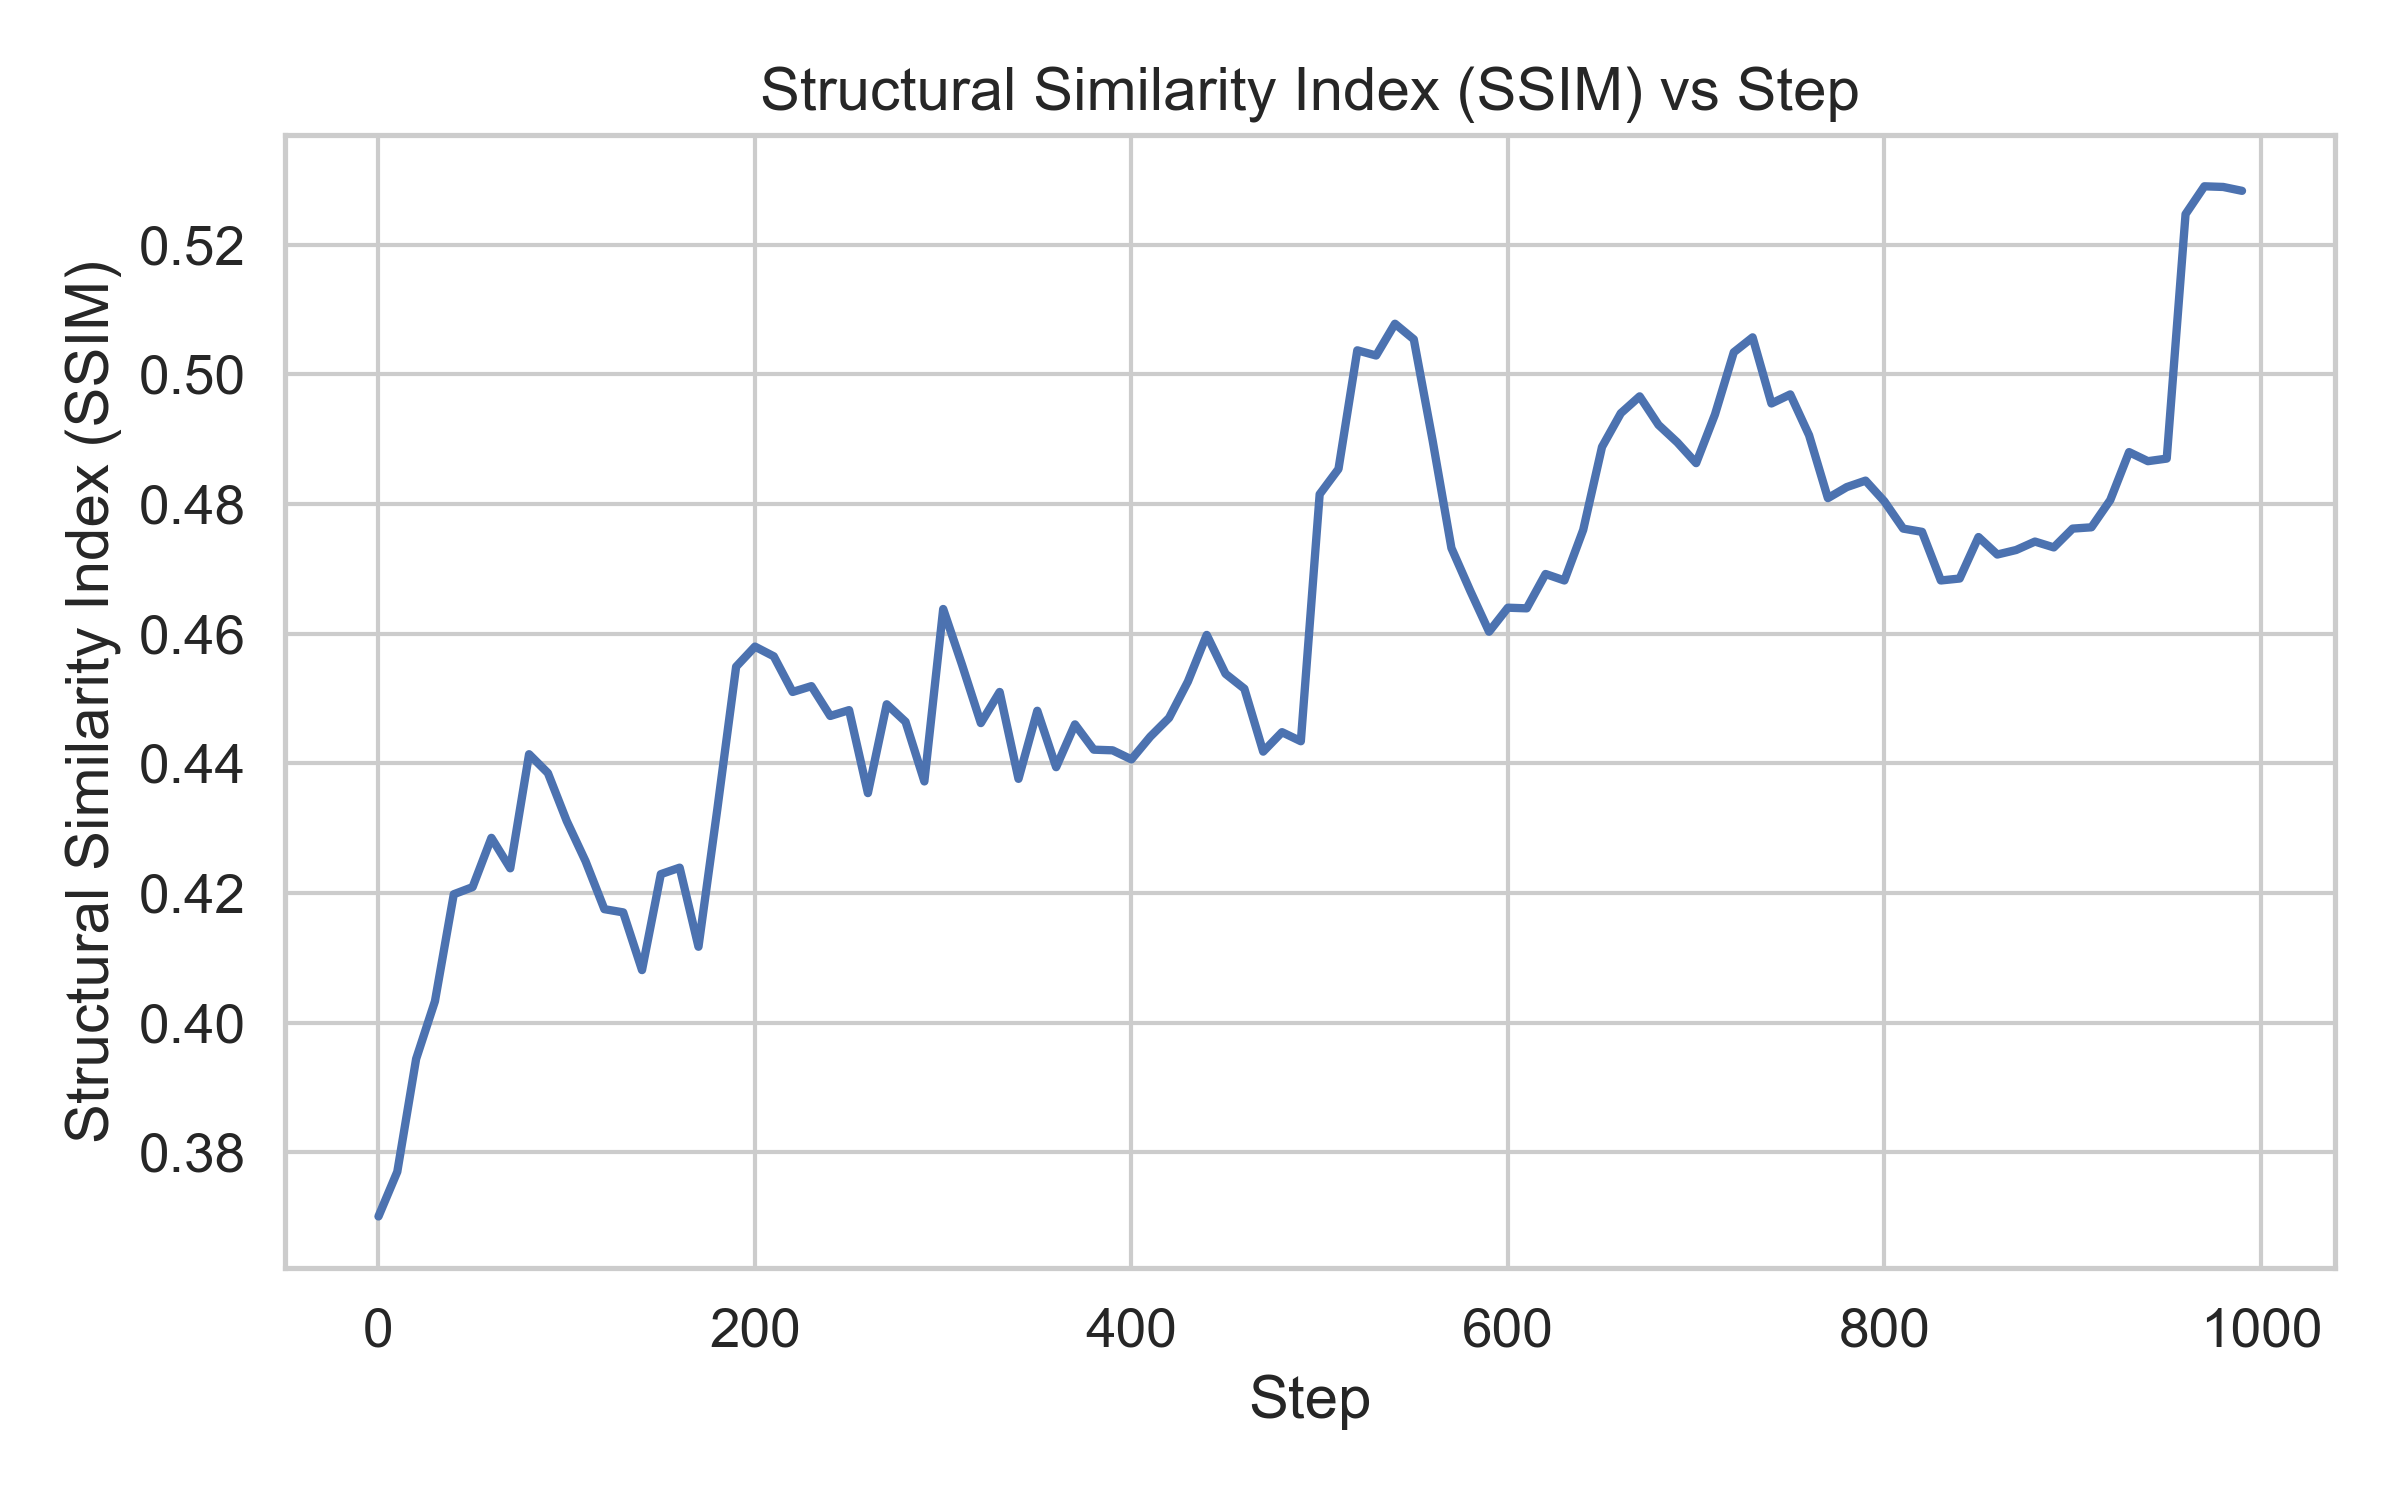 Structural Similarity Index (SSIM) vs Step
Structural Similarity Index (SSIM)
0.52
0.50
0.48
0.46
0.44
0.42
0.40
0.38
0 200 400 600 800 1000
Step